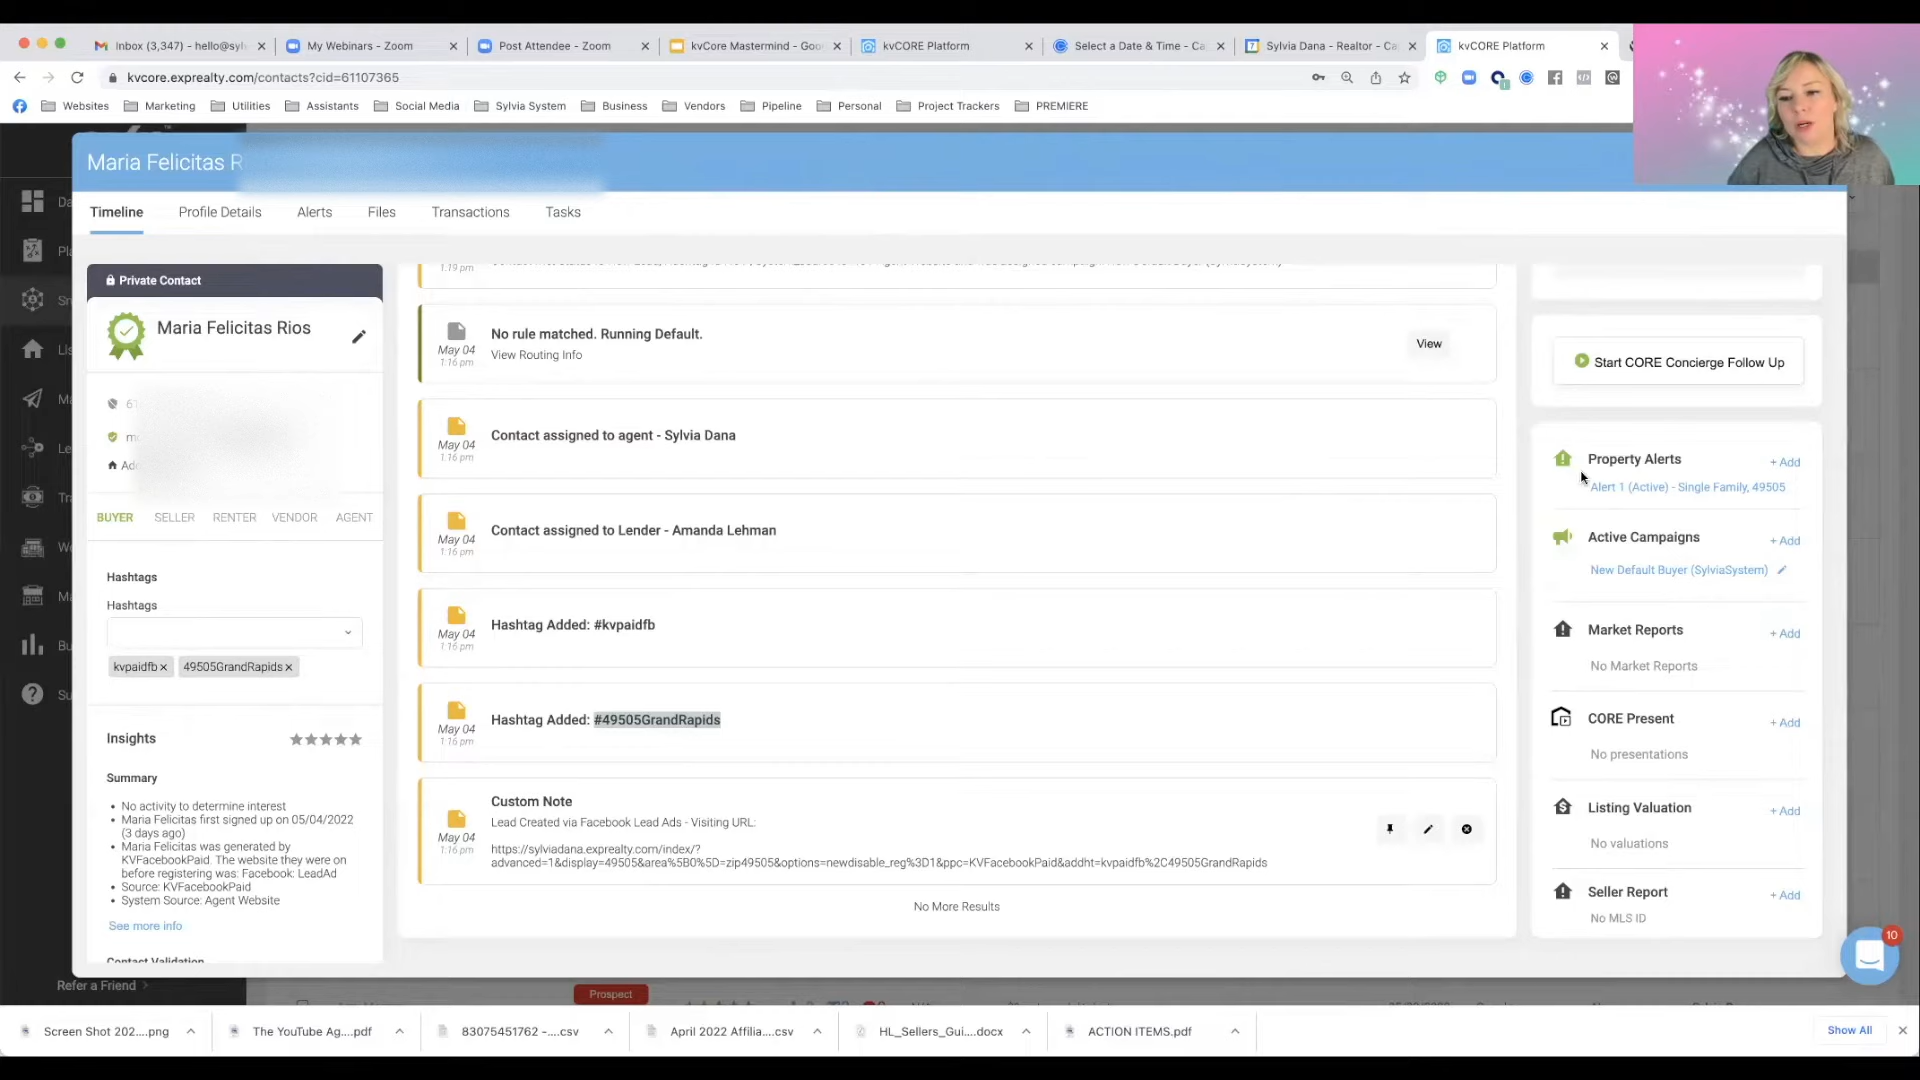 Inbox (3,347) - hello@syl
My Webinars - Zoom
Post Attendee - Zoom
kvCore Mastermind - Goo
kvCORE Platform
Select a Date & Time - Ca
Sylvia Dana - Realtor - Ca
kvCORE Platform
kvcore.exprealty.com/contacts?cid=61107365
Websites
Marketing
Utilities
Assistants
Social Media
Sylvia System
Business
Vendors
Pipeline
Personal
Project Trackers
PREMIERE
Maria Felicitas R
Timeline
Profile Details
Alerts
Files
Transactions
Tasks
Private Contact
Maria Felicitas Rios
BUYER
SELLER
RENTER
VENDOR
AGENT
Hashtags
Hashtags
kvpaidfb ×
49505GrandRapids ×
Insights
Summary
• No activity to determine interest
• Maria Felicitas first signed up on 05/04/2022
(3 days ago)
• Maria Felicitas was generated by
KVFacebookPaid. The website they were on
before registering was: Facebook: LeadAd
• Source: KVFacebookPaid
• System Source: Agent Website
See more info
Contact Validation
Refer a Friend
1:19 pm
May 04
1:16 pm
No rule matched. Running Default.
View Routing Info
View
May 04
1:16 pm
Contact assigned to agent - Sylvia Dana
May 04
1:16 pm
Contact assigned to Lender - Amanda Lehman
May 04
1:16 pm
Hashtag Added: #kvpaidfb
May 04
1:16 pm
Hashtag Added: #49505GrandRapids
May 04
1:16 pm
Custom Note
Lead Created via Facebook Lead Ads - Visiting URL:
https://sylviadana.exprealty.com/index/?
advanced=1&display=49505&area%5B0%5D=zip49505&options=newdisable_reg%3D1&ppc=KVFacebookPaid&addht=kvpaidfb%2C49505GrandRapids
No More Results
Start CORE Concierge Follow Up
Property Alerts
+ Add
Alert 1 (Active) - Single Family, 49505
Active Campaigns
+ Add
New Default Buyer (SylviaSystem)
Market Reports
+ Add
No Market Reports
CORE Present
+ Add
No presentations
Listing Valuation
+ Add
No valuations
Seller Report
+ Add
No MLS ID
10
Prospect
Screen Shot 202....png
The YouTube Ag....pdf
83075451762 -....csv
April 2022 Affilia....csv
HL_Sellers_Gui....docx
ACTION ITEMS.pdf
Show All